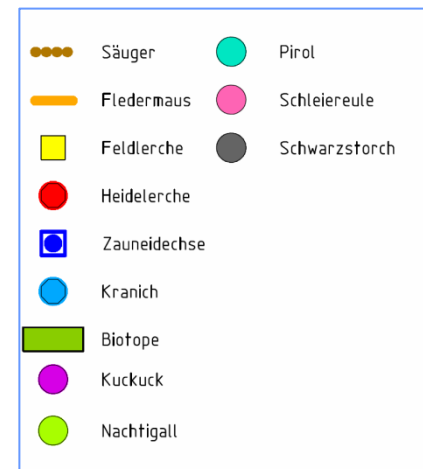 Säuger
Fledermaus
Feldlerche
Heidelerche
Zauneidechse
Kranich
Biotope
Kuckuck
Nachtigall
Pirol
Schleiereule
Schwarzstorch